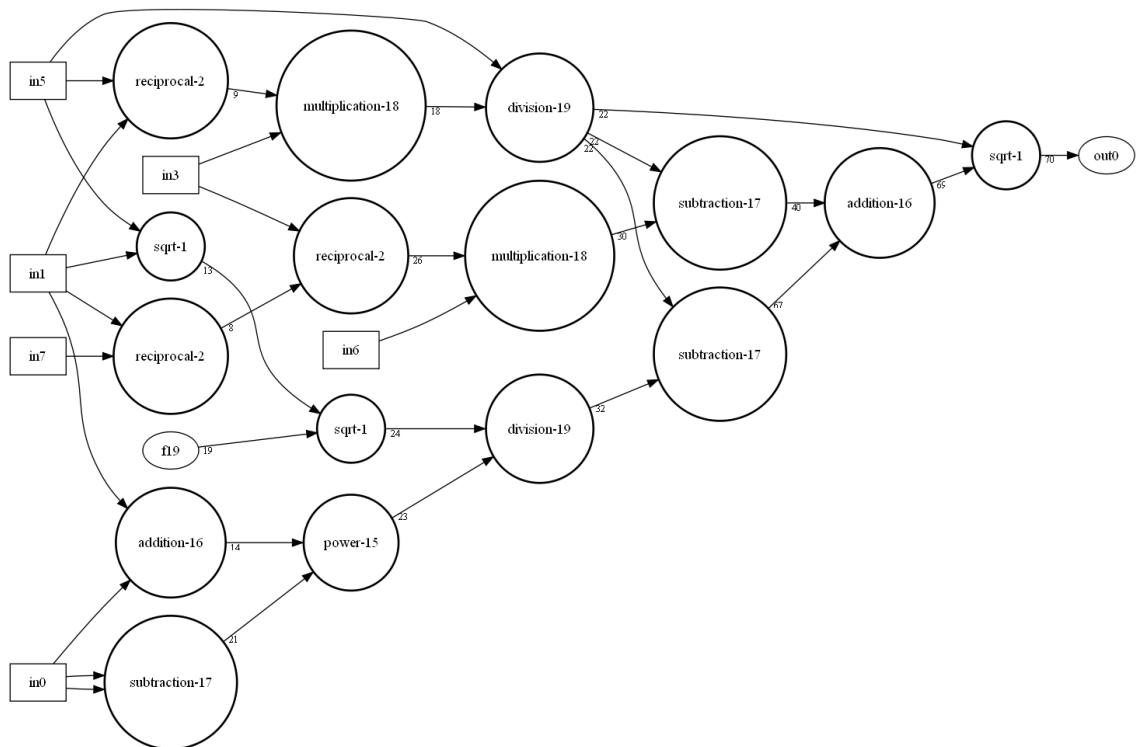 in5
reciprocal-2
9
multiplication-18
18
division-19
22
22
22
in3
sqrt-1
13
in1
reciprocal-2
8
in7
reciprocal-2
26
multiplication-18
30
in6
subtraction-17
40
addition-16
69
sqrt-1
70
out0
subtraction-17
67
f19
19
sqrt-1
24
division-19
32
addition-16
14
power-15
23
in0
subtraction-17
21